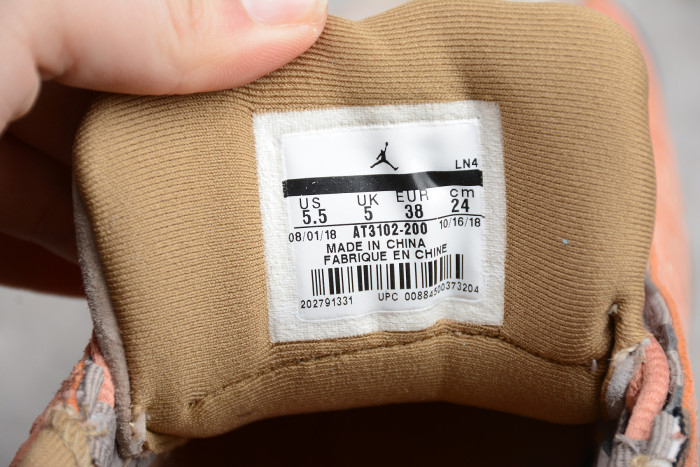 LN4
US UK EUR cm
5.5 5 38 24
08/01/18 AT3102-200 10/16/18
MADE IN CHINA
FABRIQUE EN CHINE
202791331 UPC 00884500373204